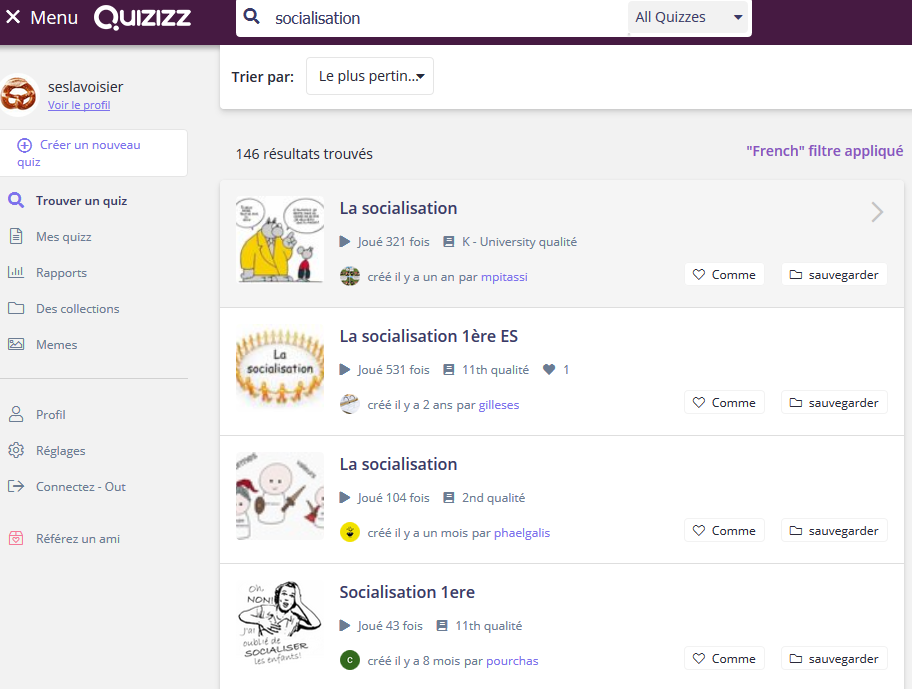 Menu Quizizz
socialisation
All Quizzes
Trier par:
Le plus pertin...
seslavoisier
Voir le profil
Créer un nouveau
quiz
Trouver un quiz
Mes quizz
Rapports
Des collections
Memes
Profil
Réglages
Connectez - Out
Référez un ami
146 résultats trouvés
"French" filtre appliqué
La socialisation
Joué 321 fois K - University qualité
créé il y a un an par mpitassi
Comme sauvegarder
La
socialisation
La socialisation 1ère ES
Joué 531 fois 11th qualité 1
créé il y a 2 ans par gilleses
Comme sauvegarder
valeurs
La socialisation
Joué 104 fois 2nd qualité
créé il y a un mois par phaelgalis
Comme sauvegarder
Oh,
NON!
J'ai
oublié de
SOCIALISER
les enfants!
Socialisation 1ere
Joué 43 fois 11th qualité
C
créé il y a 8 mois par pourchas
Comme sauvegarder